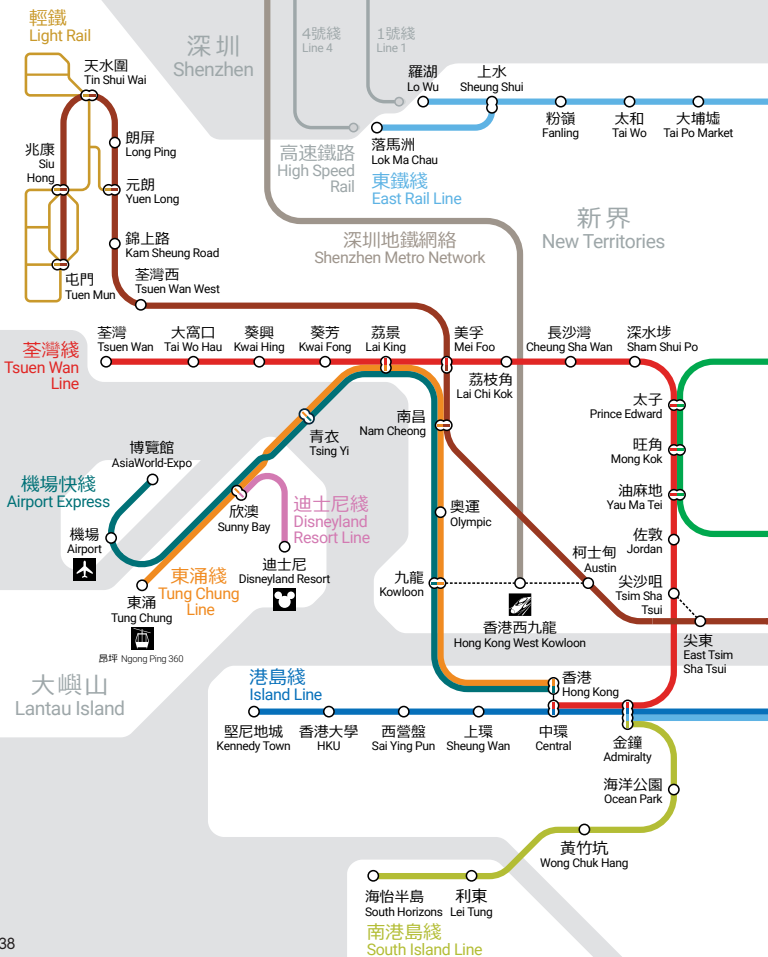 輕鐵
Light Rail
深圳
Shenzhen
4號綫
Line 4
1號綫
Line 1
天水圍
Tin Shui Wai
羅湖
Lo Wu
上水
Sheung Shui
粉嶺
Fanling
太和
Tai Wo
大埔墟
Tai Po Market
朗屏
Long Ping
兆康
Siu
Hong
落馬洲
Lok Ma Chau
高速鐵路
High Speed
Rail
東鐵綫
East Rail Line
元朗
Yuen Long
新界
New Territories
深圳地鐵網絡
Shenzhen Metro Network
錦上路
Kam Sheung Road
屯門
Tuen Mun
荃灣西
Tsuen Wan West
荃灣綫
Tsuen Wan
Line
荃灣
Tsuen Wan
大窩口
Tai Wo Hau
葵興
Kwai Hing
葵芳
Kwai Fong
荔景
Lai King
美孚
Mei Foo
長沙灣
Cheung Sha Wan
深水埗
Sham Shui Po
荔枝角
Lai Chi Kok
太子
Prince Edward
南昌
Nam Cheong
青衣
Tsing Yi
旺角
Mong Kok
博覽館
AsiaWorld-Expo
機場快綫
Airport Express
油麻地
Yau Ma Tei
欣澳
Sunny Bay
迪士尼綫
Disneyland
Resort Line
奧運
Olympic
機場
Airport
佐敦
Jordan
迪士尼
Disneyland Resort
東涌綫
Tung Chung
Line
九龍
Kowloon
柯士甸
Austin
尖沙咀
Tsim Sha
Tsui
東涌
Tung Chung
昂坪 Ngong Ping 360
香港西九龍
Hong Kong West Kowloon
尖東
East Tsim
Sha Tsui
大嶼山
Lantau Island
港島綫
Island Line
香港
Hong Kong
堅尼地城
Kennedy Town
香港大學
HKU
西營盤
Sai Ying Pun
上環
Sheung Wan
中環
Central
金鐘
Admiralty
海洋公園
Ocean Park
黃竹坑
Wong Chuk Hang
海怡半島
South Horizons
利東
Lei Tung
南港島綫
South Island Line
38